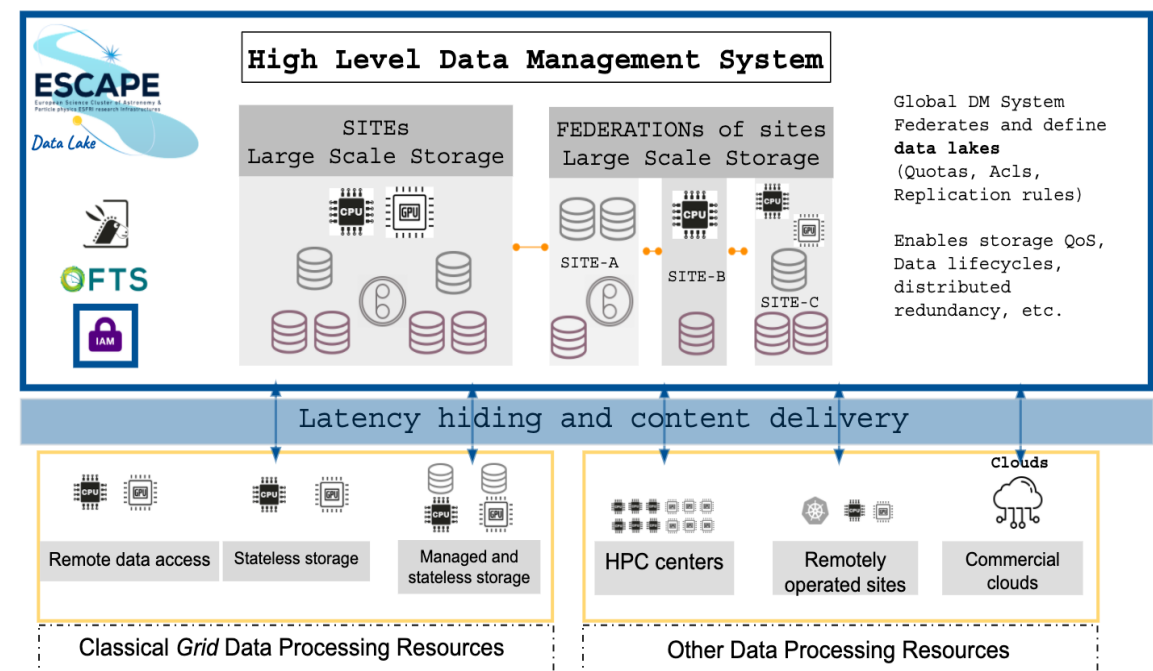 High Level Data Management System
ESCAPE
European Science Cluster of Astronomy &
Particle physics ESFRI research infrastructures
Data Lake
SITEs
Large Scale Storage
CPU
GPU
FEDERATIONs of sites
Large Scale Storage
SITE-A
CPU
SITE-B
CPU
GPU
SITE-C
Global DM System
Federates and define
data lakes
(Quotas, Acls,
Replication rules)
Enables storage QoS,
Data lifecycles,
distributed
redundancy, etc.
FTS
IAM
Latency hiding and content delivery
CPU
GPU
Remote data access
CPU
GPU
Stateless storage
CPU
GPU
Managed and
stateless storage
HPC centers
CPU
GPU
Remotely
operated sites
Clouds
Commercial
clouds
Classical Grid Data Processing Resources
Other Data Processing Resources